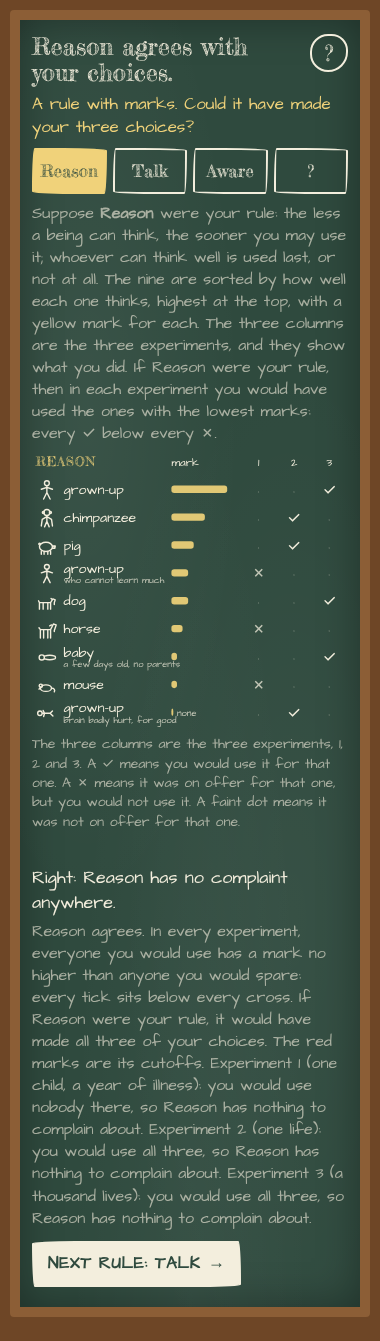 Reason agrees with
your choices.
?
A rule with marks. Could it have made
your three choices?
Reason
Talk
Aware
?
Suppose Reason were your rule: the less
a being can think, the sooner you may use
it; whoever can think well is used last, or
not at all. The nine are sorted by how well
each one thinks, highest at the top, with a
yellow mark for each. The three columns
are the three experiments, and they show
what you did. If Reason were your rule,
then in each experiment you would have
used the ones with the lowest marks:
every ✓ below every ×.
REASON mark 1 2 3
grown-up ✓
chimpanzee ✓
pig ✓
grown-up ×
who cannot learn much
dog ✓
horse ×
baby ✓
a few days old, no parents
mouse ×
grown-up none ✓
brain badly hurt, for good
The three columns are the three experiments, 1,
2 and 3. A ✓ means you would use it for that
one. A × means it was on offer for that one,
but you would not use it. A faint dot means it
was not on offer for that one.
Right: Reason has no complaint
anywhere.
Reason agrees. In every experiment,
everyone you would use has a mark no
higher than anyone you would spare:
every tick sits below every cross. If
Reason were your rule, it would have
made all three of your choices. The red
marks are its cutoffs. Experiment 1 (one
child, a year of illness): you would use
nobody there, so Reason has nothing to
complain about. Experiment 2 (one life):
you would use all three, so Reason has
nothing to complain about. Experiment 3 (a
thousand lives): you would use all three, so
Reason has nothing to complain about.
NEXT RULE: TALK →